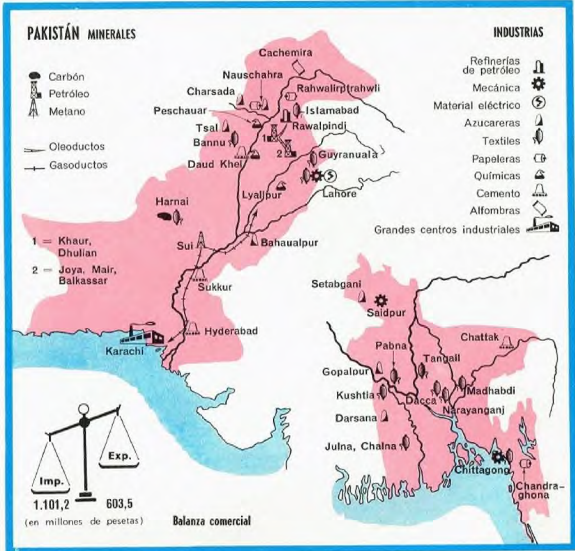 PAKISTÁN MINERALES
Carbón
Petróleo
Metano
Oleoductos
Gasoductos
INDUSTRIAS
Refinerías
de petróleo
Mecánica
Material eléctrico
Azucareras
Textiles
Papeleras
Químicas
Cemento
Alfombras
Grandes centros industriales
Cachemira
Nauschahra
Charsada
Rahwalirptrahwli
Peschauar
Islamabad
Tsal
Rawalpindi
Bannu
1
2
Daud Khel
Guyranuala
Lyallpur
Lahore
Harnai
1 = Khaur,
Dhulian
2 = Joya, Mair,
Balkassar
Sui
Bahaualpur
Sukkur
Hyderabad
Karachi
Setabgani
Saidpur
Chattak
Pabna
Tangail
Gopalpur
Kushtia
Dacca
Madhabdi
Narayanganj
Darsana
Julna, Chalna
Chittagong
Chandra-
ghona
Exp.
Imp.
1.101,2 603,5
(en millones de pesetas)
Balanza comercial